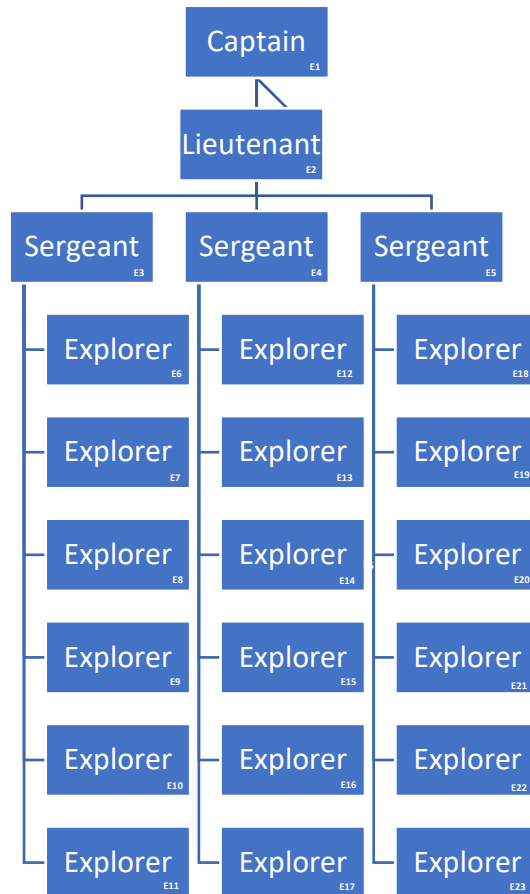 Captain
E1
Lieutenant
E2
Sergeant
E3
Sergeant
E4
Sergeant
E5
Explorer
E6
Explorer
E12
Explorer
E18
Explorer
E7
Explorer
E13
Explorer
E19
Explorer
E8
Explorer
E14
Explorer
E20
Explorer
E9
Explorer
E15
Explorer
E21
Explorer
E10
Explorer
E16
Explorer
E22
Explorer
E11
Explorer
E17
Explorer
E23